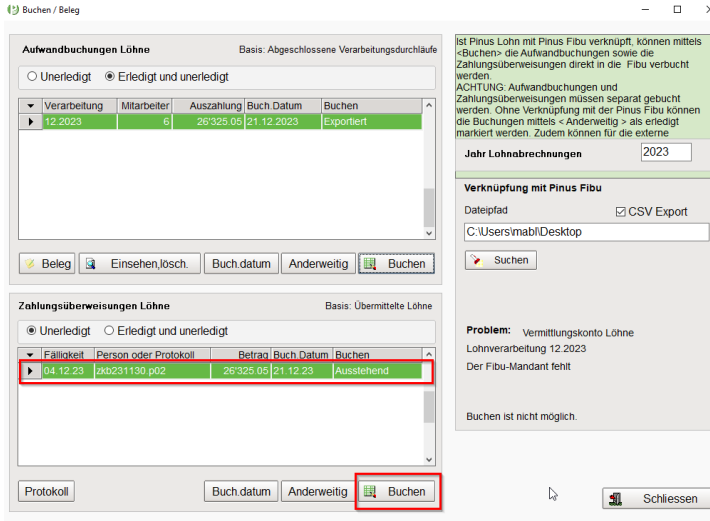 Buchen / Beleg
Aufwandbuchungen Löhne
Basis: Abgeschlossene Verarbeitungsdurchläufe
Unerledigt Erledigt und unerledigt
Verarbeitung Mitarbeiter Auszahlung Buch.Datum Buchen
12.2023 6 26'325.05 21.12.2023 Exportiert
Beleg Einsehen,lösch. Buch.datum Anderweitig Buchen
Zahlungsüberweisungen Löhne
Basis: Übermittelte Löhne
Unerledigt Erledigt und unerledigt
Fälligkeit Person oder Protokoll Betrag Buch.Datum Buchen
04.12.23 zkb231130.p02 26'325.05 21.12.23 Ausstehend
Protokoll Buch.datum Anderweitig Buchen
Ist Pinus Lohn mit Pinus Fibu verknüpft, können mittels
<Buchen> die Aufwandbuchungen sowie die
Zahlungsüberweisungen direkt in die Fibu verbucht
werden.
ACHTUNG: Aufwandbuchungen und
Zahlungsüberweisungen müssen separat gebucht
werden. Ohne Verknüpfung mit der Pinus Fibu können
die Buchungen mittels < Anderweitig > als erledigt
markiert werden. Zudem können für die externe
Jahr Lohnabrechnungen 2023
Verknüpfung mit Pinus Fibu
Dateipfad CSV Export
C:\Users\mabl\Desktop
Suchen
Problem: Vermittlungskonto Löhne
Lohnverarbeitung 12.2023
Der Fibu-Mandant fehlt
Buchen ist nicht möglich.
Schliessen